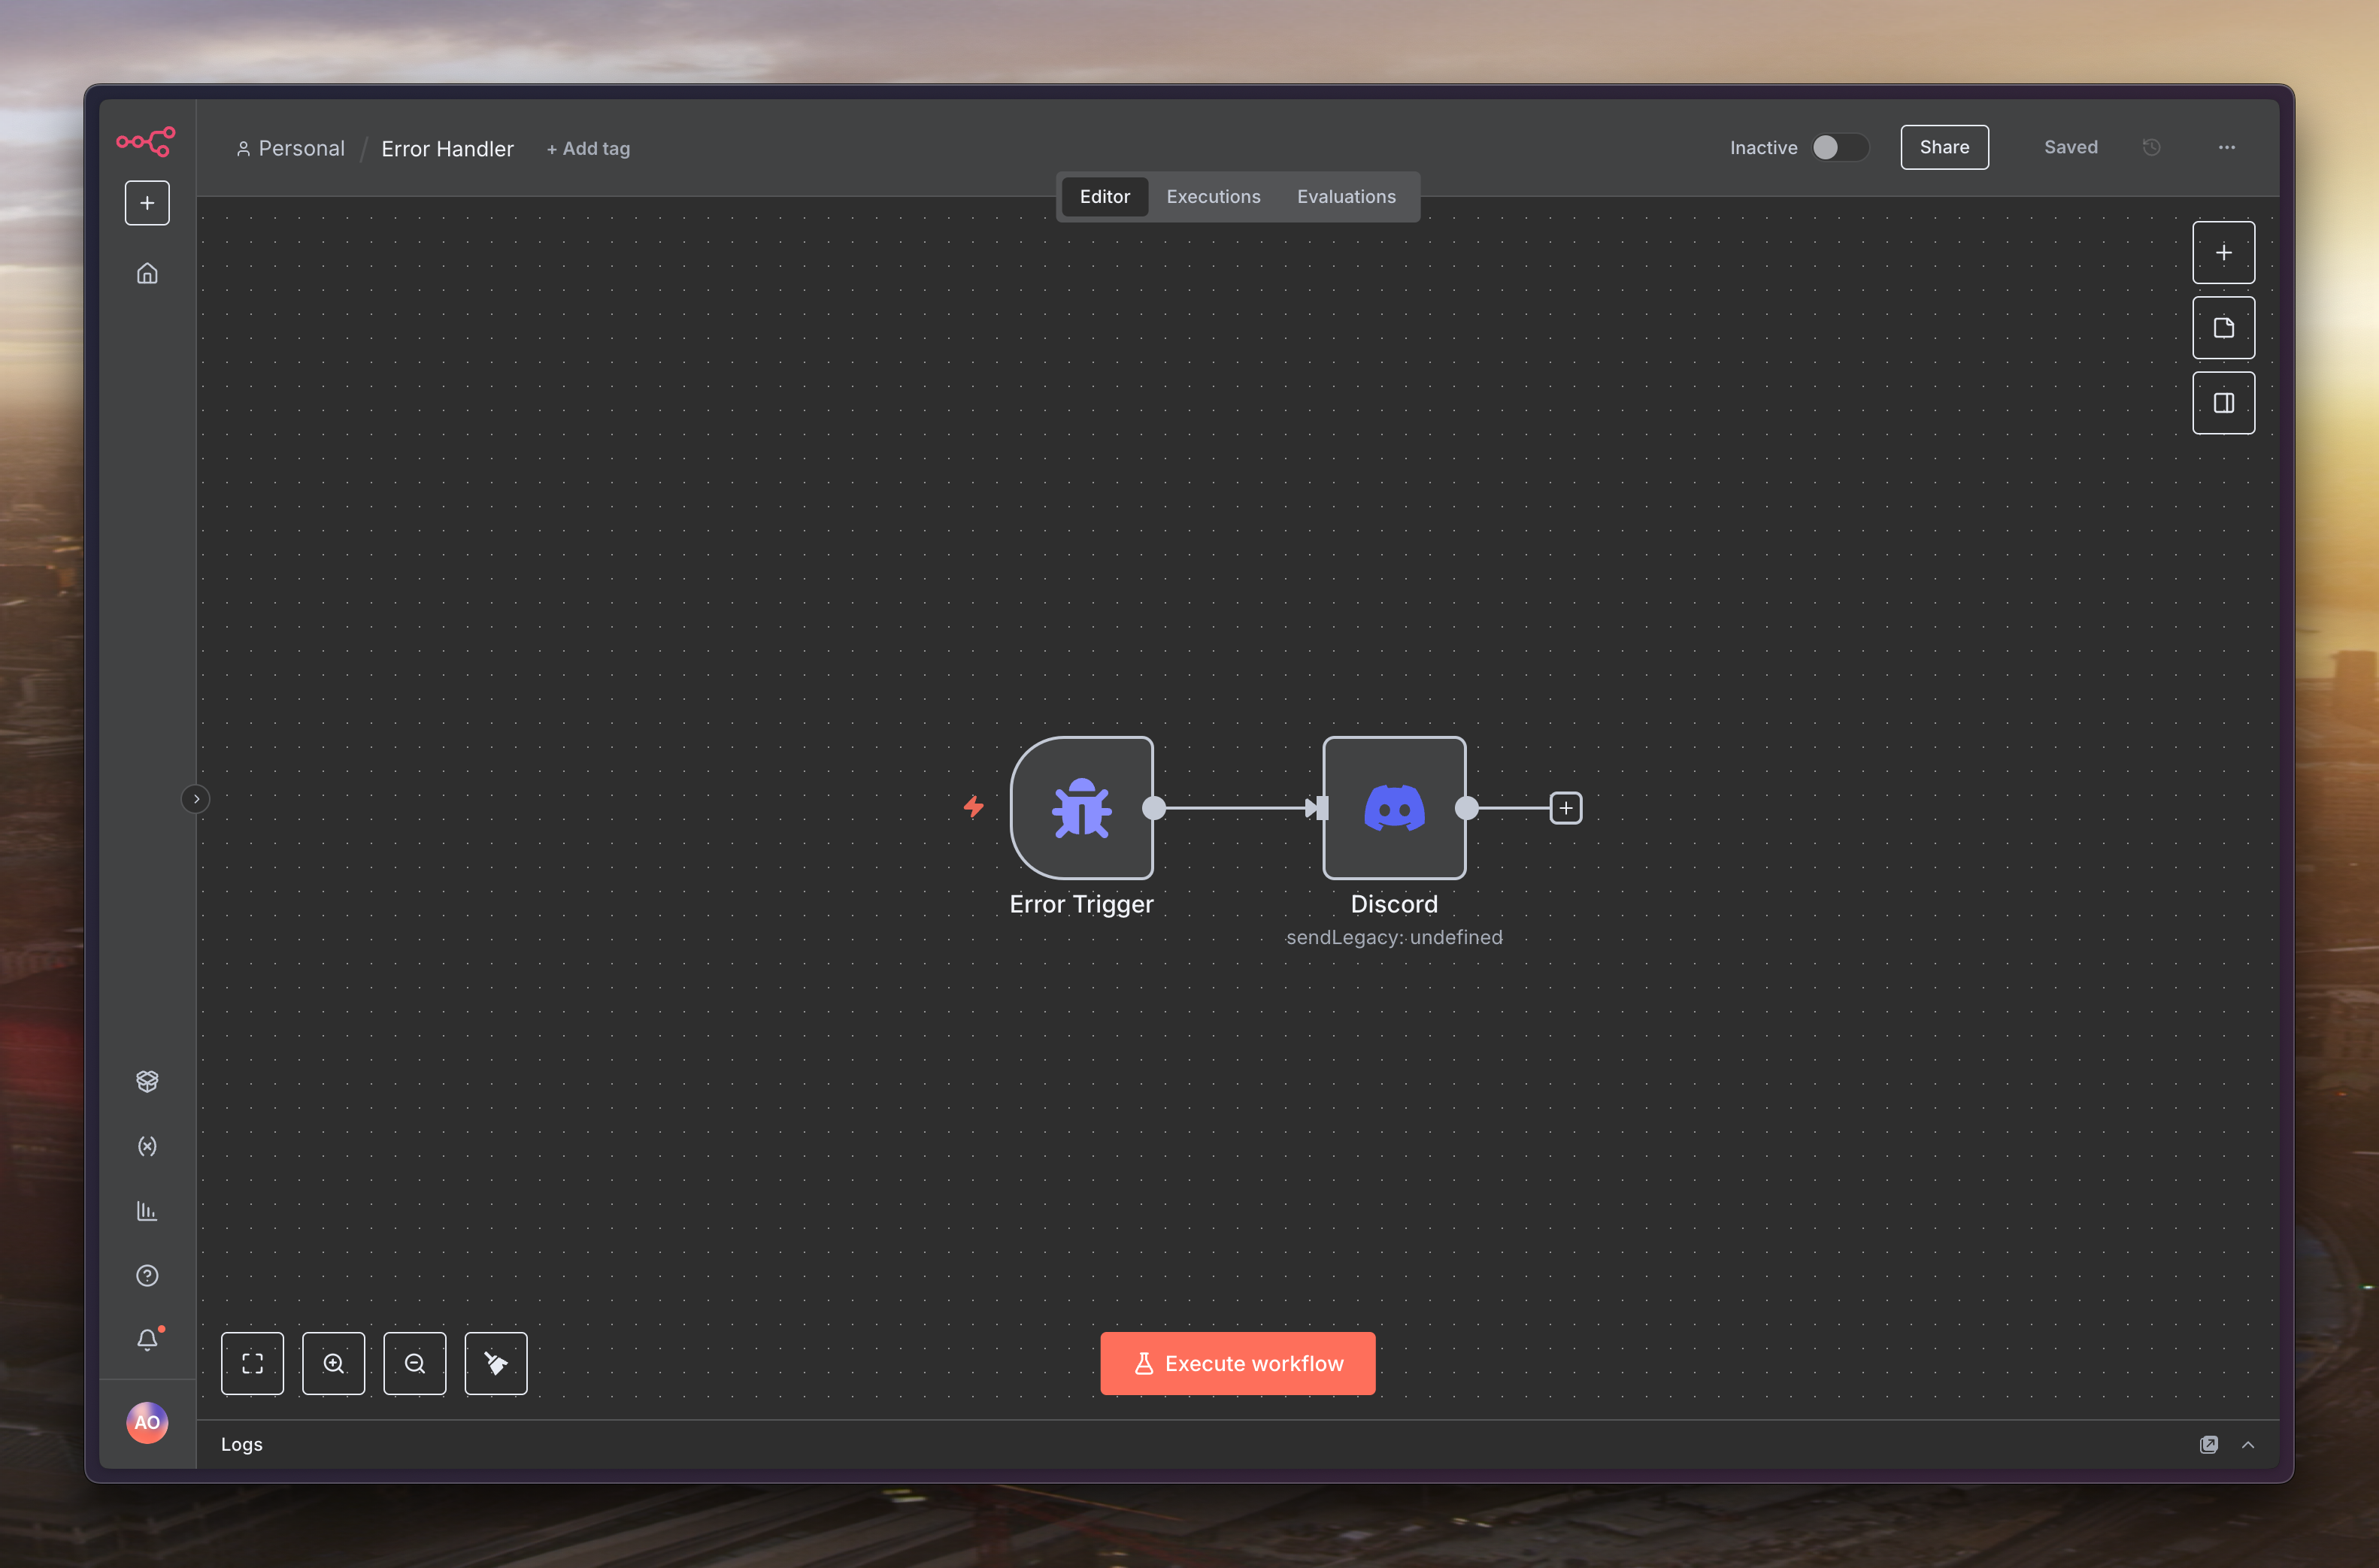 Personal / Error Handler + Add tag
Inactive Share Saved
Editor Executions Evaluations
Error Trigger
Discord
sendLegacy: undefined
Execute workflow
AO
Logs